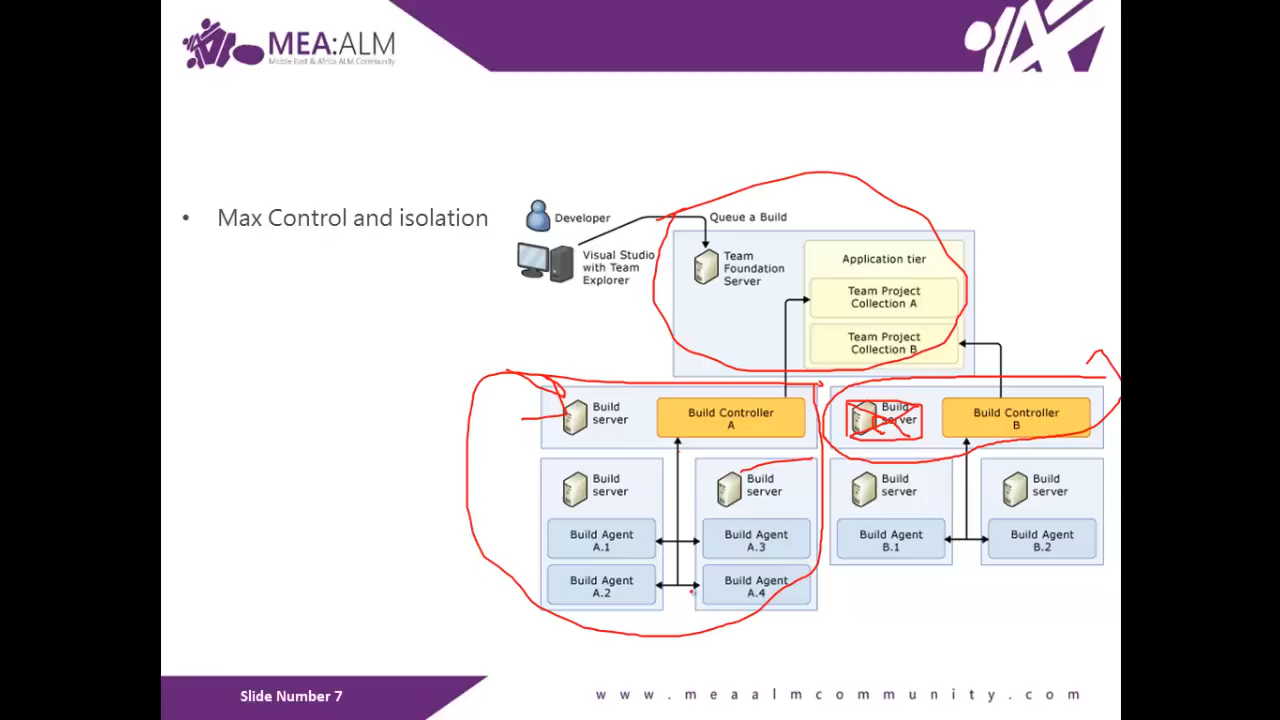 MEA:ALM
Middle East & Africa ALM Community
• Max Control and isolation
Developer
Queue a Build
Visual Studio
with Team
Explorer
Team
Foundation
Server
Application tier
Team Project
Collection A
Team Project
Collection B
Build
server
Build Controller
A
Build
server
Build Controller
B
Build
server
Build
server
Build
server
Build
server
Build Agent
A.1
Build Agent
A.3
Build Agent
B.1
Build Agent
B.2
Build Agent
A.2
Build Agent
A.4
Slide Number 7
www.meaalmcommunity.com